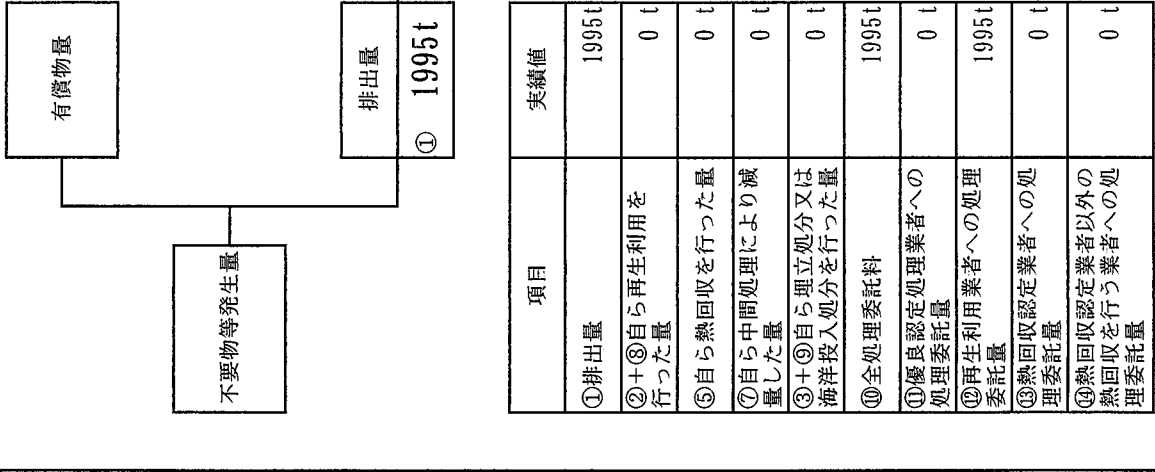 不要物等発生量
有償物量
排出量
① 1995t
項目
実績値
①排出量
1995 t
②+⑧自ら再生利用を
行った量
0 t
⑤自ら熱回収を行った量
0 t
⑦自ら中間処理により減
量した量
0 t
③+⑨自ら埋立処分又は
海洋投入処分を行った量
0 t
⑩全処理委託料
1995 t
⑪優良認定処理業者への
処理委託量
0 t
⑫再生利用業者への処理
委託量
1995 t
⑬熱回収認定業者への処
理委託量
0 t
⑭熱回収認定業者以外の
熱回収を行う業者への処
理委託量
0 t